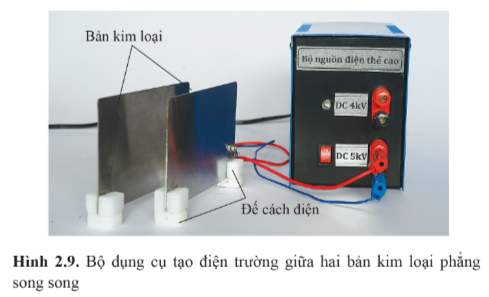 Bản kim loại
Bộ nguồn điện thế cao
DC 4kV
DC 5kV
Đế cách điện
Hình 2.9. Bộ dụng cụ tạo điện trường giữa hai bản kim loại phẳng
song song